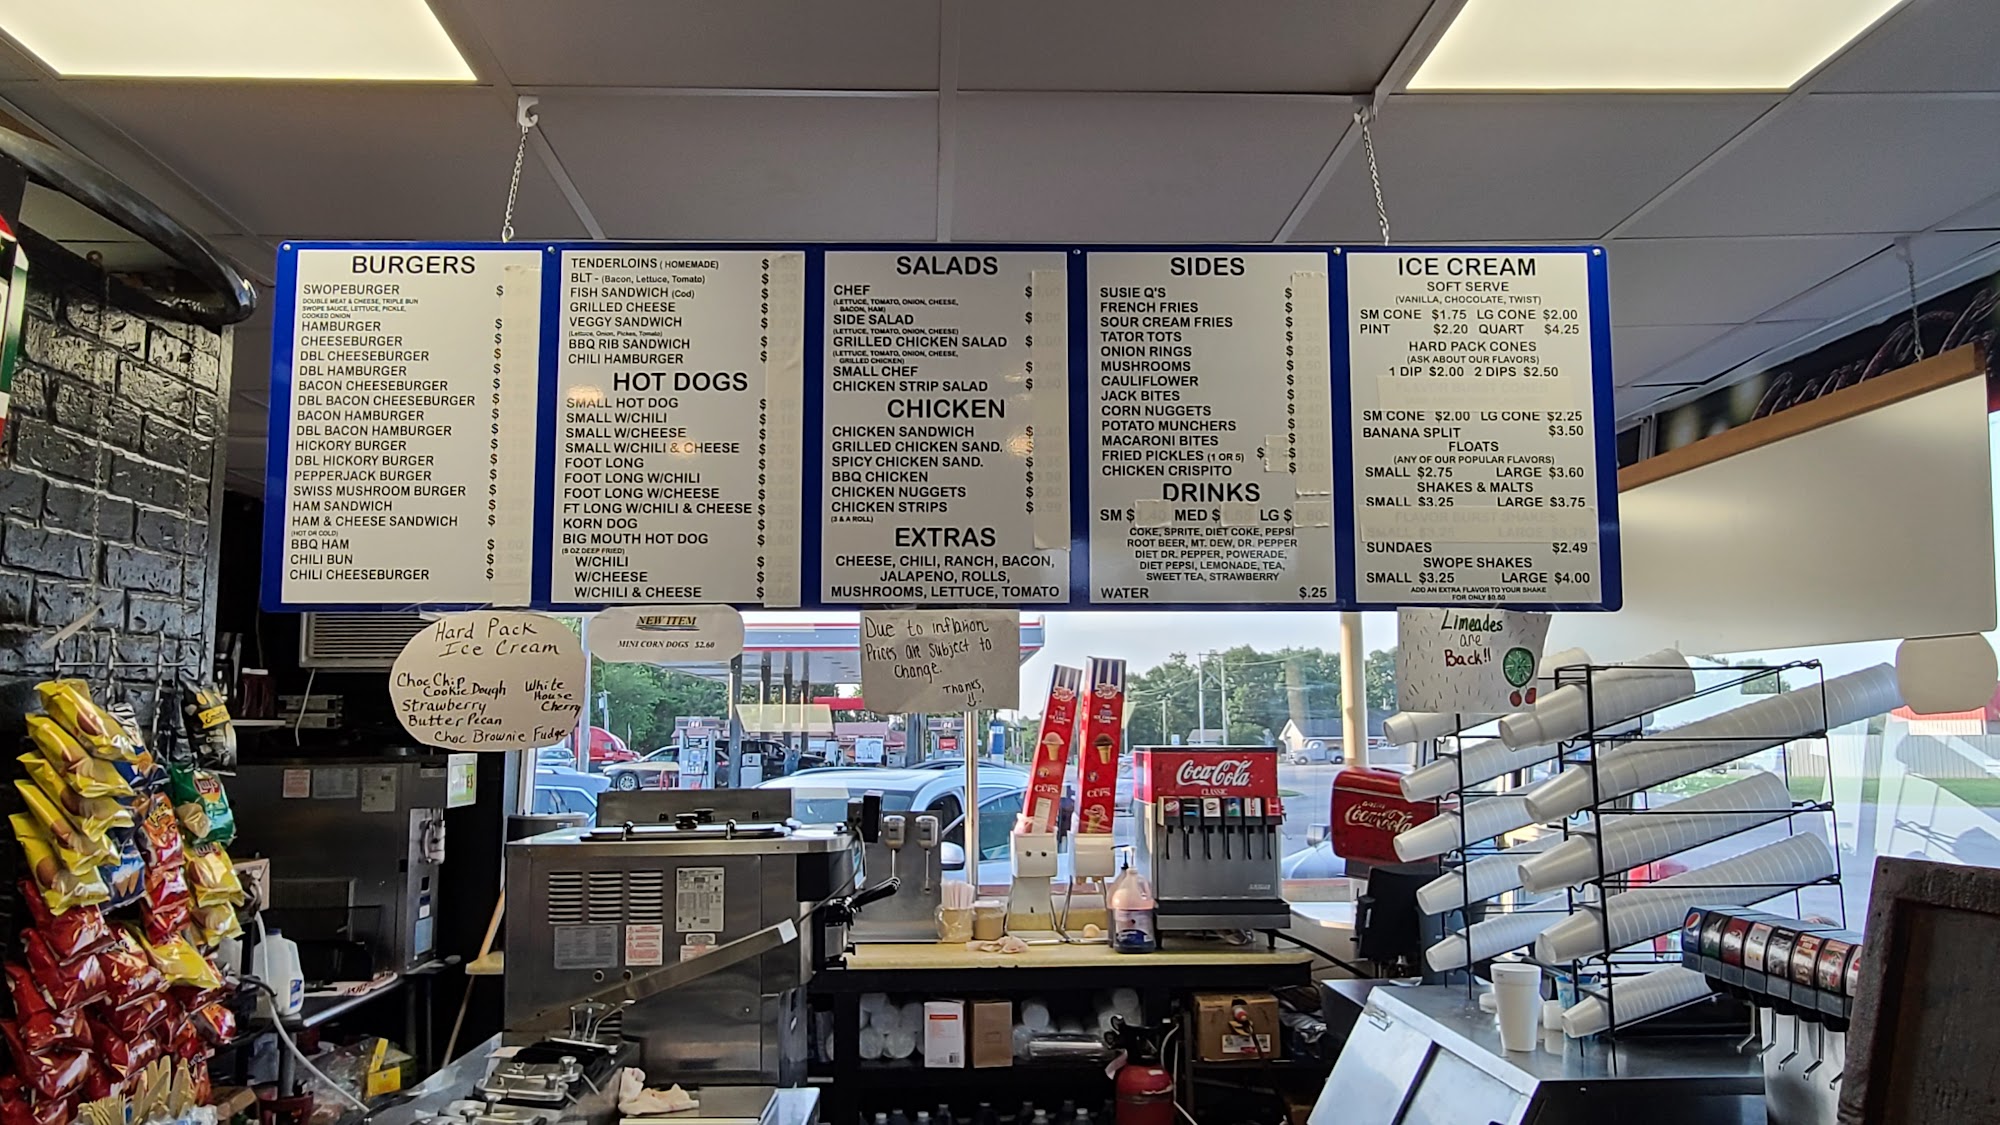 BURGERS
SWOPEBURGER $
DOUBLE MEAT & CHEESE, TRIPLE BUN
SWOPE SAUCE, LETTUCE, PICKLE,
COOKED ONION
HAMBURGER $
CHEESEBURGER $
DBL CHEESEBURGER $
DBL HAMBURGER $
BACON CHEESEBURGER $
DBL BACON CHEESEBURGER $
BACON HAMBURGER $
DBL BACON HAMBURGER $
HICKORY BURGER $
DBL HICKORY BURGER $
PEPPERJACK BURGER $
SWISS MUSHROOM BURGER $
HAM SANDWICH $
HAM & CHEESE SANDWICH $
(HOT OR COLD)
BBQ HAM $
CHILI BUN $
CHILI CHEESEBURGER $
TENDERLOINS ( HOMEMADE) $
BLT - (Bacon, Lettuce, Tomato) $
FISH SANDWICH (Cod) $
GRILLED CHEESE $
VEGGY SANDWICH $
(Lettuce, Onion, Pickes, Tomato)
BBQ RIB SANDWICH $
CHILI HAMBURGER $
HOT DOGS
SMALL HOT DOG $
SMALL W/CHILI $
SMALL W/CHEESE $
SMALL W/CHILI & CHEESE $
FOOT LONG $
FOOT LONG W/CHILI $
FOOT LONG W/CHEESE $
FT LONG W/CHILI & CHEESE $
KORN DOG $
BIG MOUTH HOT DOG $
(8 OZ DEEP FRIED)
W/CHILI $
W/CHEESE $
W/CHILI & CHEESE $
SALADS
CHEF $
(LETTUCE, TOMATO, ONION, CHEESE,
BACON, HAM)
SIDE SALAD $
(LETTUCE, TOMATO, ONION, CHEESE)
GRILLED CHICKEN SALAD $
(LETTUCE, TOMATO, ONION, CHEESE,
GRILLED CHICKEN)
SMALL CHEF $
CHICKEN STRIP SALAD $
CHICKEN
CHICKEN SANDWICH $
GRILLED CHICKEN SAND. $
SPICY CHICKEN SAND. $
BBQ CHICKEN $
CHICKEN NUGGETS $
CHICKEN STRIPS $
(3 & A ROLL)
EXTRAS
CHEESE, CHILI, RANCH, BACON,
JALAPENO, ROLLS,
MUSHROOMS, LETTUCE, TOMATO
SIDES
SUSIE Q'S $
FRENCH FRIES $
SOUR CREAM FRIES $
TATOR TOTS $
ONION RINGS $
MUSHROOMS $
CAULIFLOWER $
JACK BITES $
CORN NUGGETS $
POTATO MUNCHERS $
MACARONI BITES $
FRIED PICKLES (1 OR 5) $ $
CHICKEN CRISPITO $
DRINKS
SM $ MED $ LG $
COKE, SPRITE, DIET COKE, PEPSI
ROOT BEER, MT. DEW, DR. PEPPER
DIET DR. PEPPER, POWERADE,
DIET PEPSI, LEMONADE, TEA,
SWEET TEA, STRAWBERRY
WATER $.25
ICE CREAM
SOFT SERVE
(VANILLA, CHOCOLATE, TWIST)
SM CONE $1.75 LG CONE $2.00
PINT $2.20 QUART $4.25
HARD PACK CONES
(ASK ABOUT OUR FLAVORS)
1 DIP $2.00 2 DIPS $2.50
SM CONE $2.00 LG CONE $2.25
BANANA SPLIT $3.50
FLOATS
(ANY OF OUR POPULAR FLAVORS)
SMALL $2.75 LARGE $3.60
SHAKES & MALTS
SMALL $3.25 LARGE $3.75
FLAVOR BURST SHAKES
SUNDAES $2.49
SWOPE SHAKES
SMALL $3.25 LARGE $4.00
ADD AN EXTRA FLAVOR TO YOUR SHAKE
FOR ONLY $0.50
Hard Pack
Ice Cream
Choc Chip
Cookie Dough
Strawberry
Butter Pecan
Choc Brownie Fudge
White
House
Cherry
NEW ITEM
MINI CORN DOGS $2.60
Due to inflation
Prices are subject to
Change.
Thanks,
Limeades
are
Back!!
Coca-Cola
CLASSIC
Coca-Cola
CUPS
CUPS